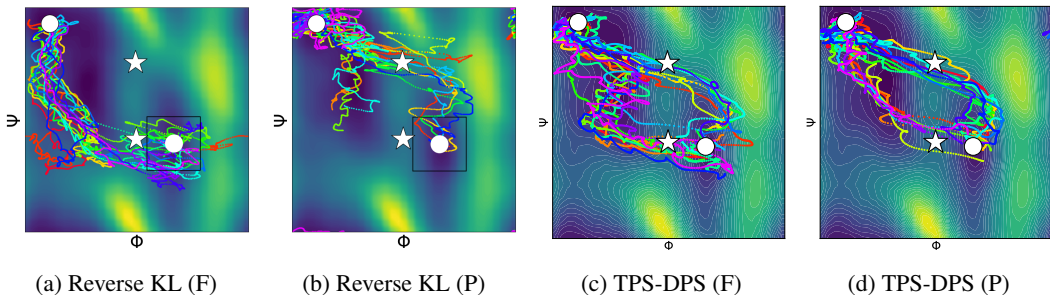 Ψ
Φ
(a) Reverse KL (F)
Ψ
Φ
(b) Reverse KL (P)
Ψ
Φ
(c) TPS-DPS (F)
Ψ
Φ
(d) TPS-DPS (P)